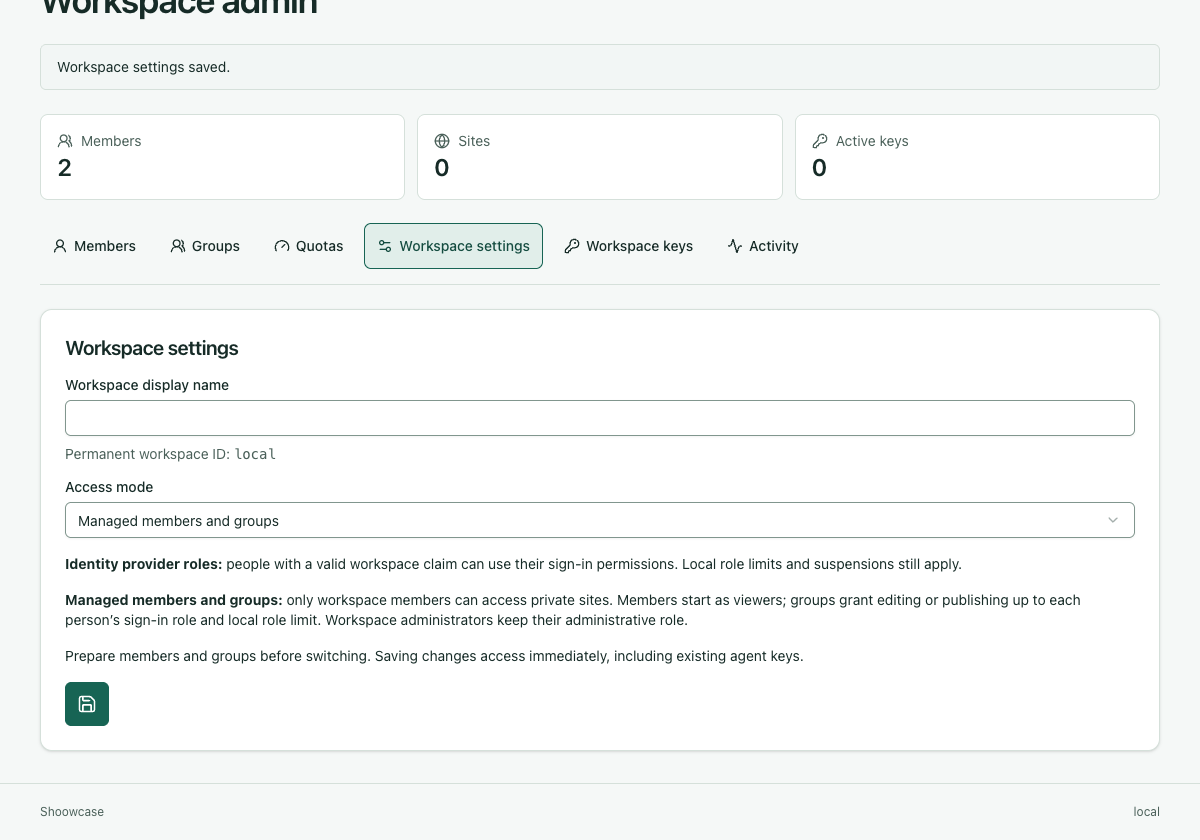 Workspace admin
Workspace settings saved.
Members
2
Sites
0
Active keys
0
Members
Groups
Quotas
Workspace settings
Workspace keys
Activity
Workspace settings
Workspace display name
Permanent workspace ID: local
Access mode
Managed members and groups
Identity provider roles: people with a valid workspace claim can use their sign-in permissions. Local role limits and suspensions still apply.
Managed members and groups: only workspace members can access private sites. Members start as viewers; groups grant editing or publishing up to each
person’s sign-in role and local role limit. Workspace administrators keep their administrative role.
Prepare members and groups before switching. Saving changes access immediately, including existing agent keys.
Shoowcase
local